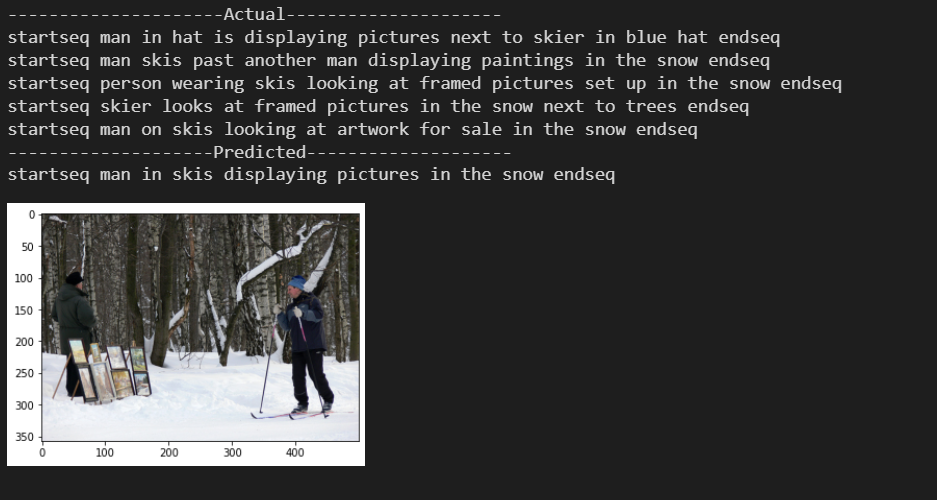 ---------------------Actual---------------------
startseq man in hat is displaying pictures next to skier in blue hat endseq
startseq man skis past another man displaying paintings in the snow endseq
startseq person wearing skis looking at framed pictures set up in the snow endseq
startseq skier looks at framed pictures in the snow next to trees endseq
startseq man on skis looking at artwork for sale in the snow endseq
--------------------Predicted--------------------
startseq man in skis displaying pictures in the snow endseq
0
50
100
150
200
250
300
350
0 100 200 300 400